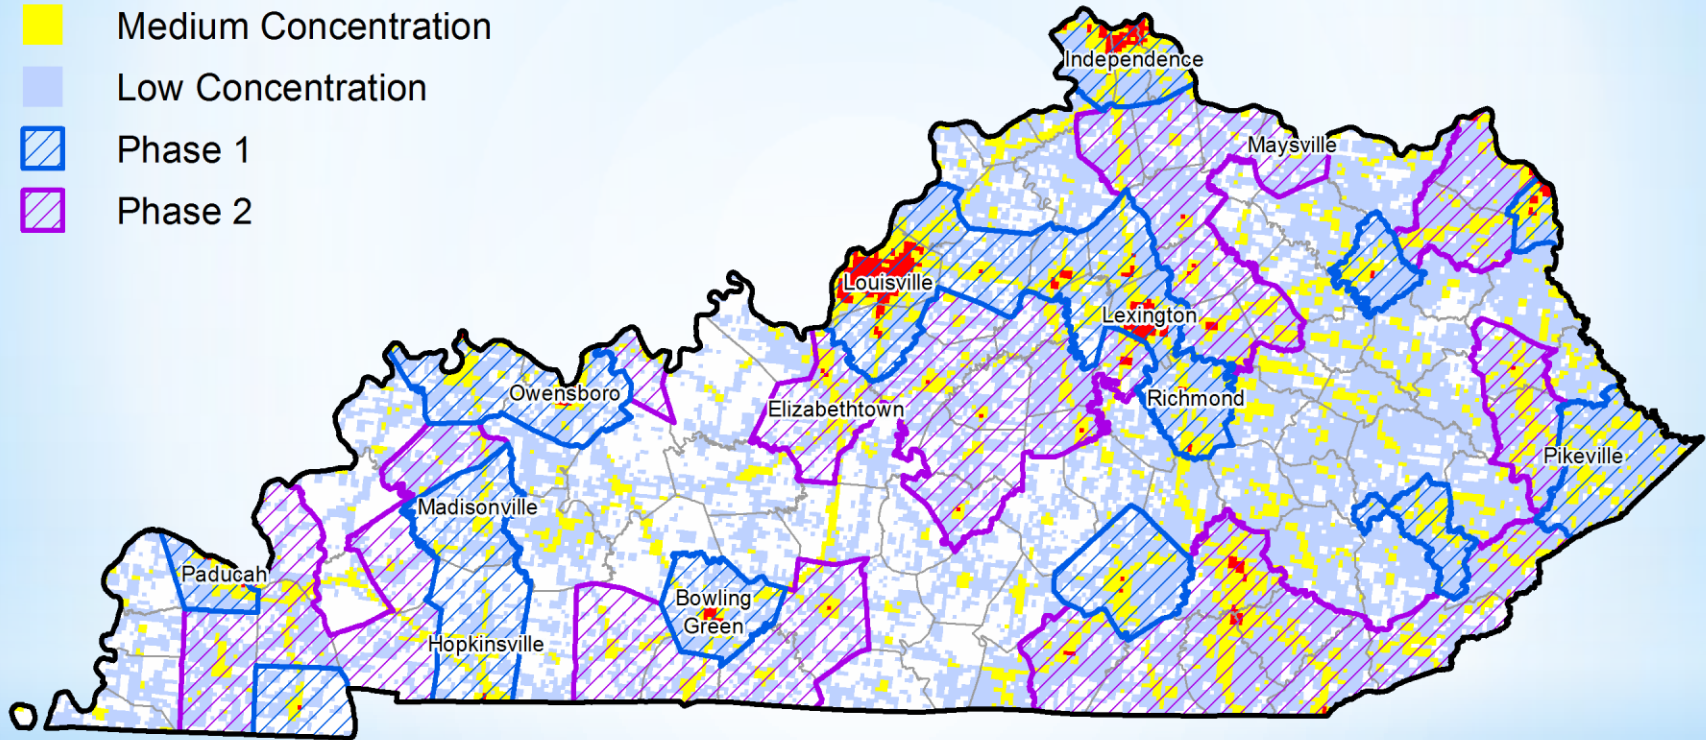 Medium Concentration
Low Concentration
Phase 1
Phase 2
Independence
Maysville
Louisville
Lexington
Owensboro
Elizabethtown
Richmond
Pikeville
Madisonville
Paducah
Bowling
Green
Hopkinsville